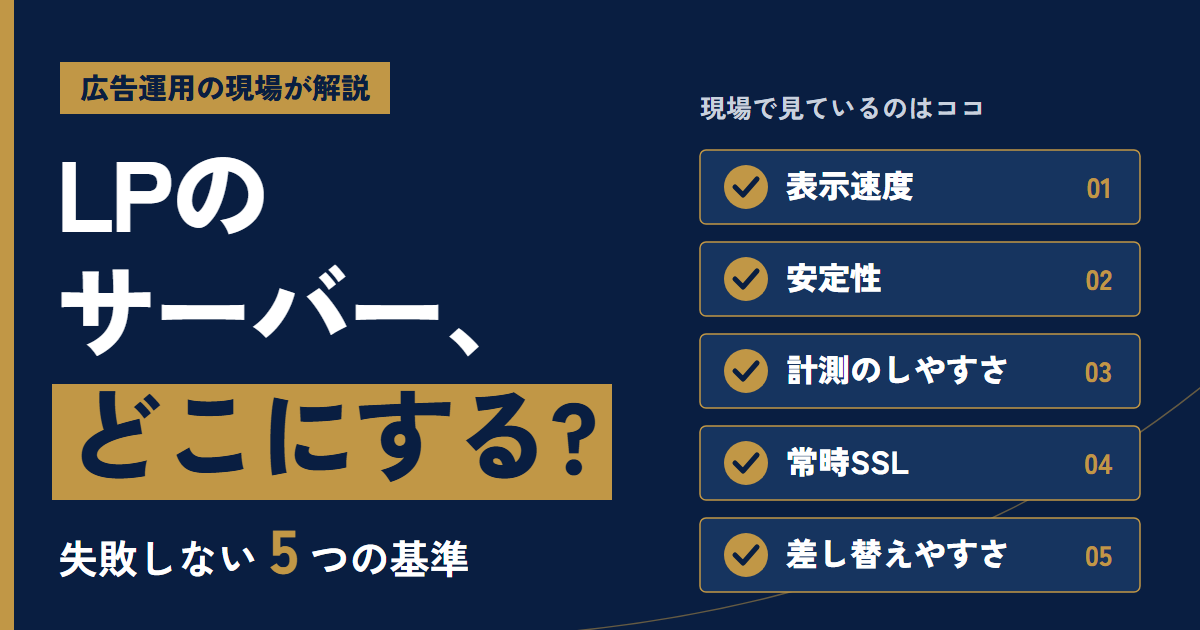 広告運用の現場が解説
LPの
サーバー、
どこにする?
失敗しない 5 つの基準
現場で見ているのはココ
表示速度 01
安定性 02
計測のしやすさ 03
常時SSL 04
差し替えやすさ 05